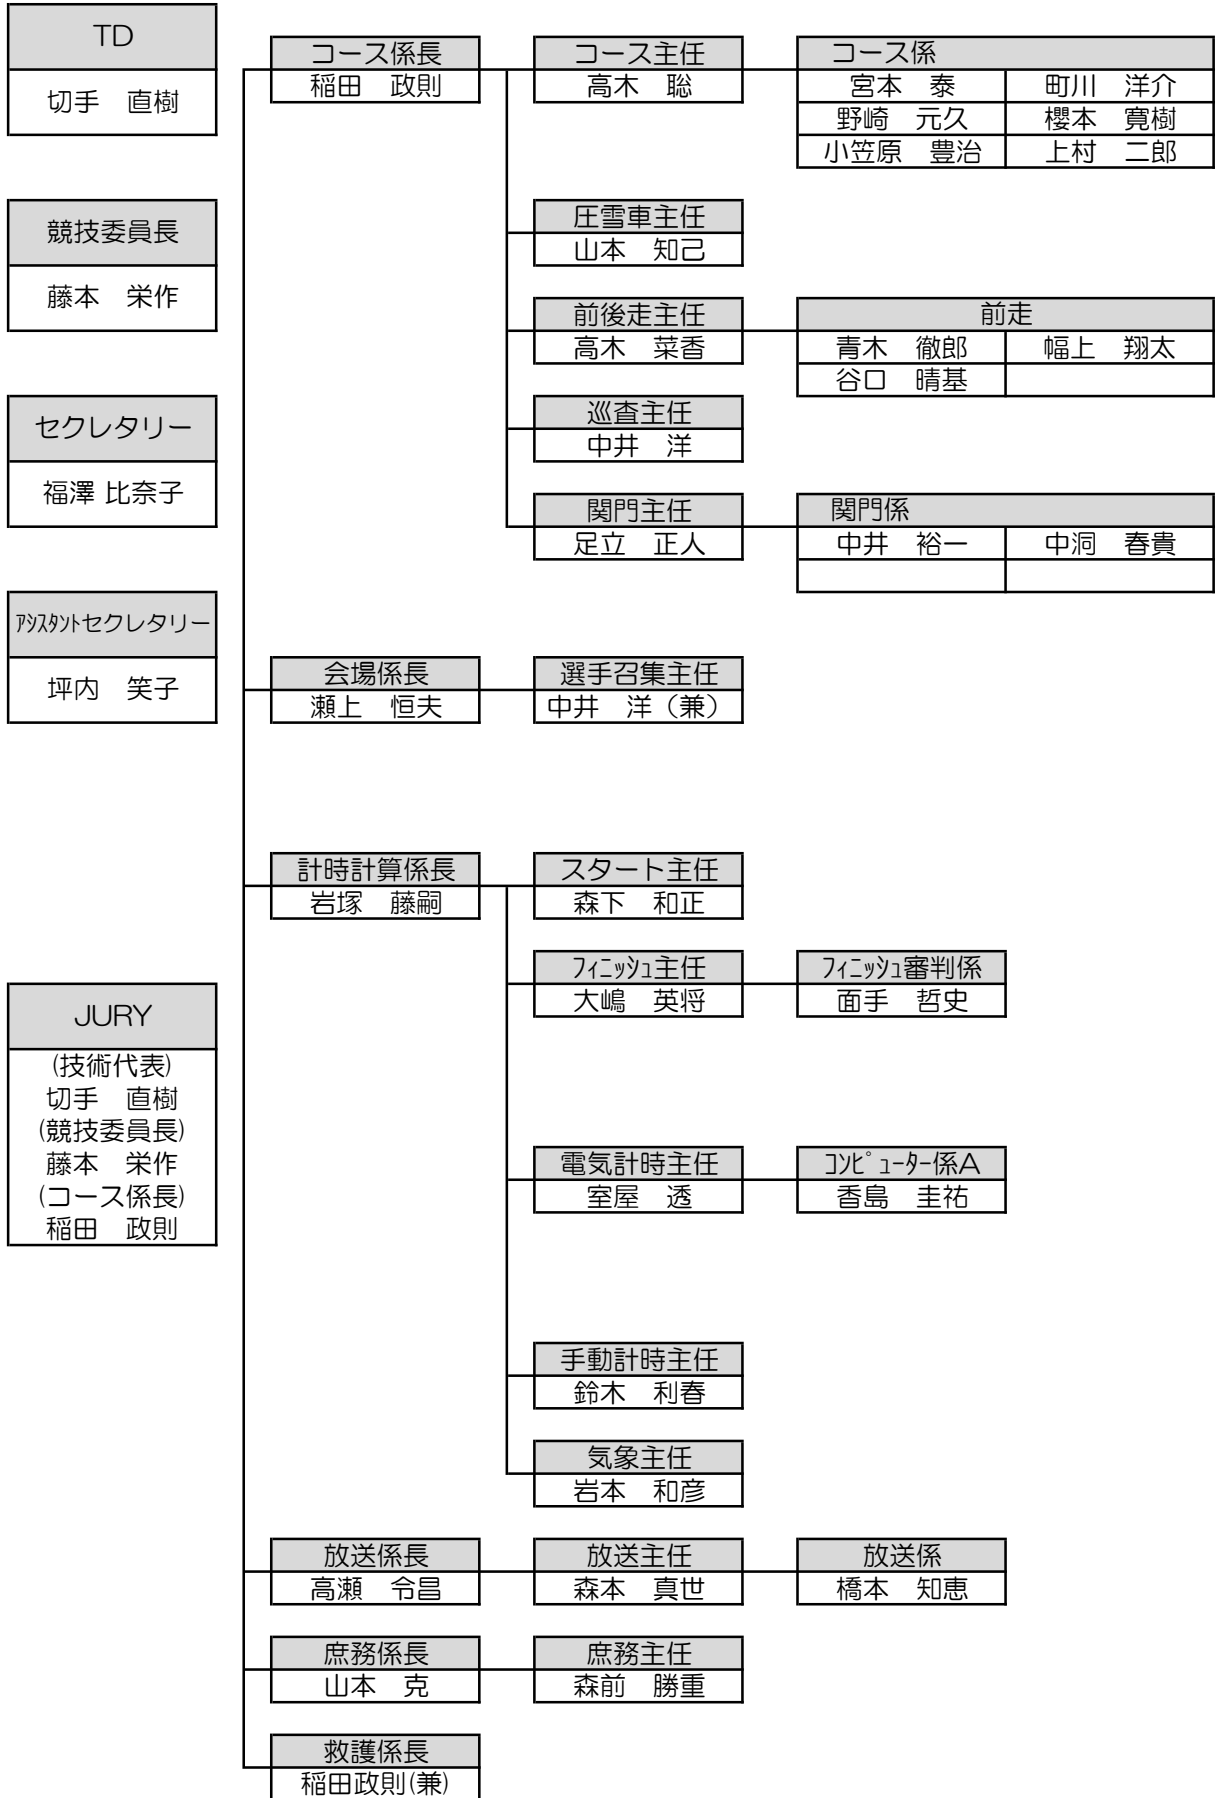 TD
切手　直樹
競技委員長
藤本　栄作
セクレタリー
福澤 比奈子
ｱｼｽﾀﾝﾄセクレタリー
坪内　笑子
JURY
(技術代表)
切手　直樹
(競技委員長)
藤本　栄作
(コース係長)
稲田　政則
コース係長
稲田　政則
コース主任
高木　聡
コース係
宮本　泰　町川　洋介
野崎　元久　櫻本　寛樹
小笠原　豊治　上村　二郎
圧雪車主任
山本　知己
前後走主任
高木　菜香
前走
青木　徹郎　幅上　翔太
谷口　晴基
巡査主任
中井　洋
関門主任
足立　正人
関門係
中井　裕一　中洞　春貴
会場係長
瀬上　恒夫
選手召集主任
中井　洋（兼）
計時計算係長
岩塚　藤嗣
スタート主任
森下　和正
ﾌｨﾆｯｼｭ主任
大嶋　英将
ﾌｨﾆｯｼｭ審判係
面手　哲史
電気計時主任
室屋　透
ｺﾝﾋﾟｭｰﾀｰ係A
香島　圭祐
手動計時主任
鈴木　利春
気象主任
岩本　和彦
放送係長
高瀬　令昌
放送主任
森本　真世
放送係
橋本　知恵
庶務係長
山本　克
庶務主任
森前　勝重
救護係長
稲田政則(兼)